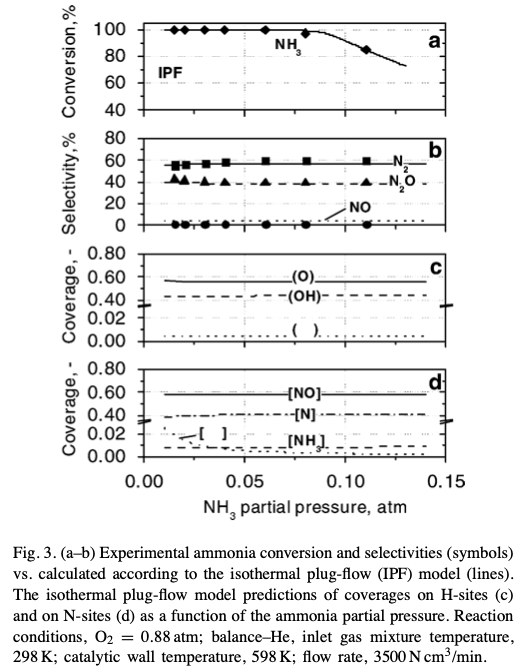 Conversion, %
100
80
60
40
a
NH3
IPF
Selectivity, %
80
60
40
20
0
b
N2
N2O
NO
Coverage, -
0.80
0.60
0.40
0.02
0.00
c
(O)
(OH)
( )
Coverage, -
0.80
0.60
0.40
0.02
0.00
d
[NO]
[N]
[ ]
[NH3]
0.00 0.05 0.10 0.15
NH3 partial pressure, atm
Fig. 3. (a–b) Experimental ammonia conversion and selectivities (symbols)
vs. calculated according to the isothermal plug-flow (IPF) model (lines).
The isothermal plug-flow model predictions of coverages on H-sites (c)
and on N-sites (d) as a function of the ammonia partial pressure. Reaction
conditions, O2 = 0.88 atm; balance–He, inlet gas mixture temperature,
298 K; catalytic wall temperature, 598 K; flow rate, 3500 N cm3/min.